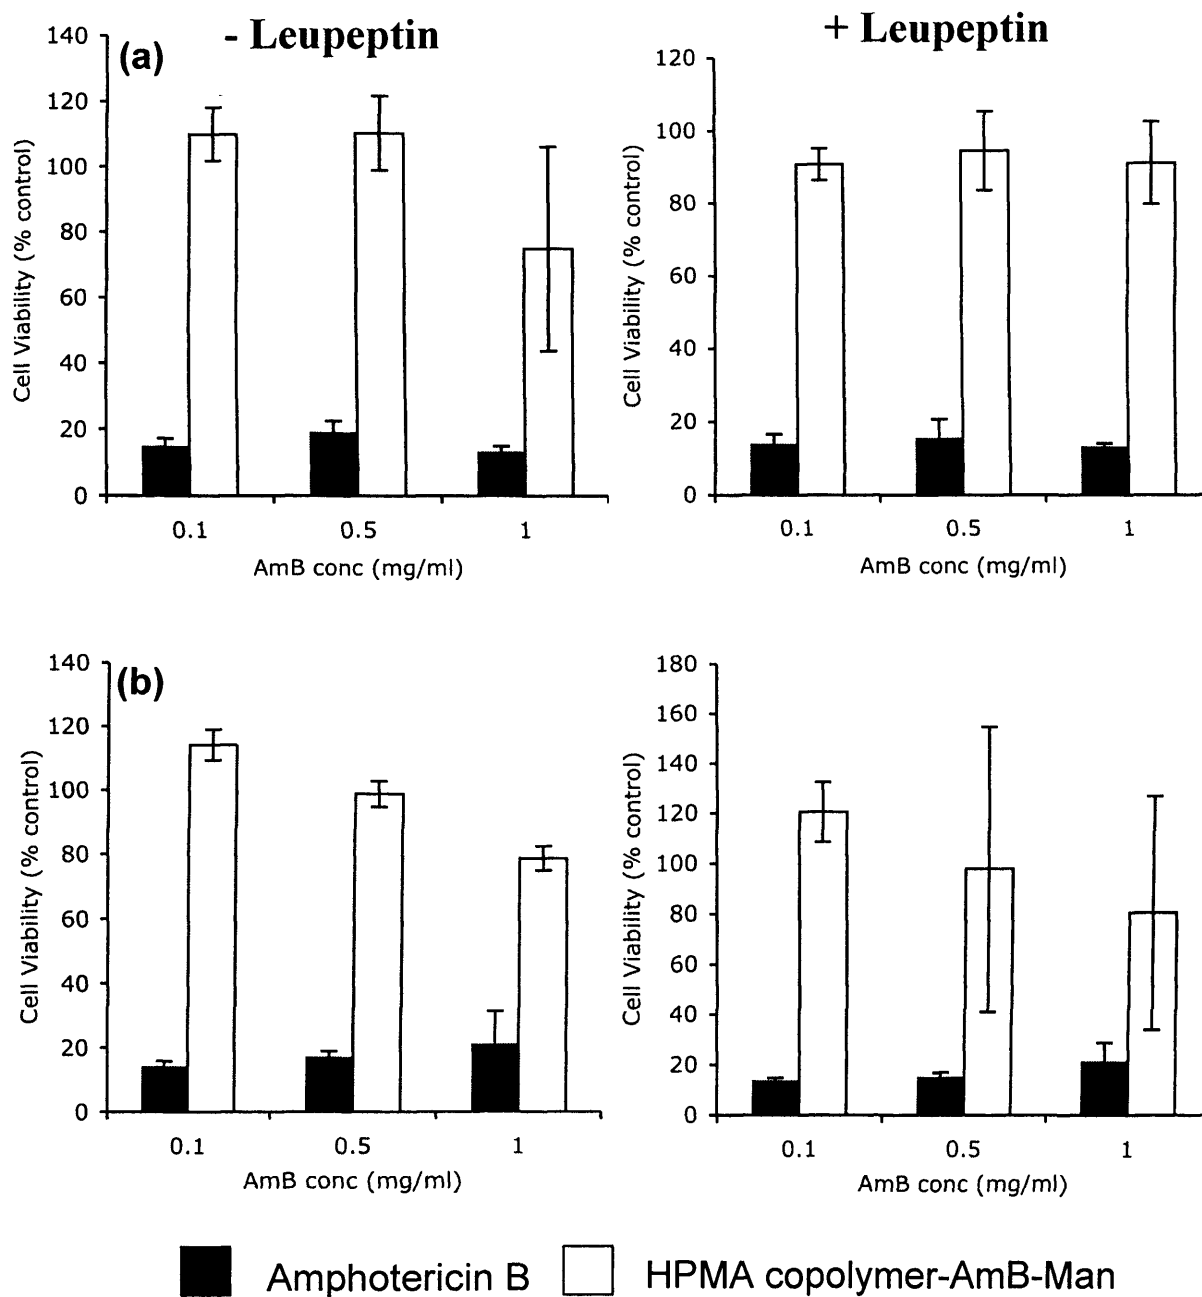 (a)
- Leupeptin
+ Leupeptin
Cell Viability (% control)
140
120
100
80
60
40
20
0
0.1 0.5 1
AmB conc (mg/ml)
Cell Viability (% control)
120
100
80
60
40
20
0
0.1 0.5 1
AmB conc (mg/ml)
(b)
Cell Viability (% control)
140
120
100
80
60
40
20
0
0.1 0.5 1
AmB conc (mg/ml)
Cell Viability (% control)
180
160
140
120
100
80
60
40
20
0
0.1 0.5 1
AmB conc (mg/ml)
Amphotericin B
HPMA copolymer-AmB-Man